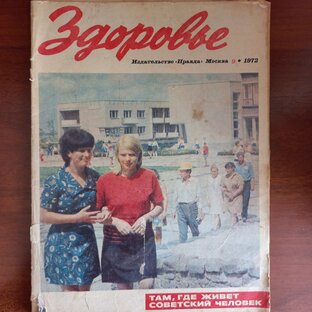 Здоровье
Издательство «Правда» Москва 9 • 1972
ТАМ, ГДЕ ЖИВЕТ
СОВЕТСКИЙ ЧЕЛОВЕК